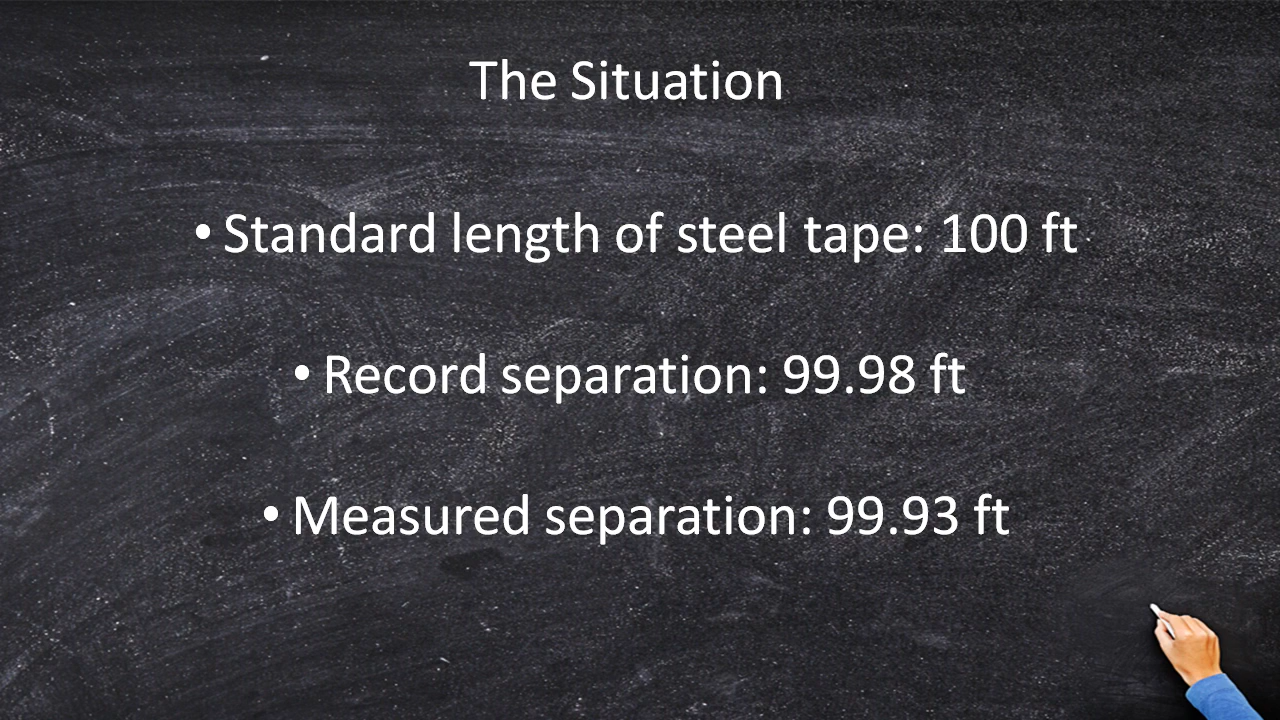 The Situation
• Standard length of steel tape: 100 ft
• Record separation: 99.98 ft
• Measured separation: 99.93 ft